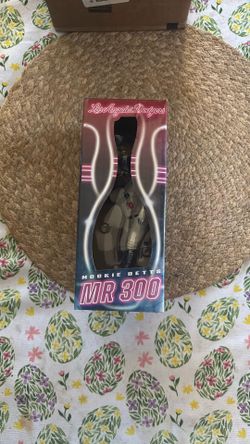 Los Angeles Dodgers
MOOKIE BETTS
MR 300